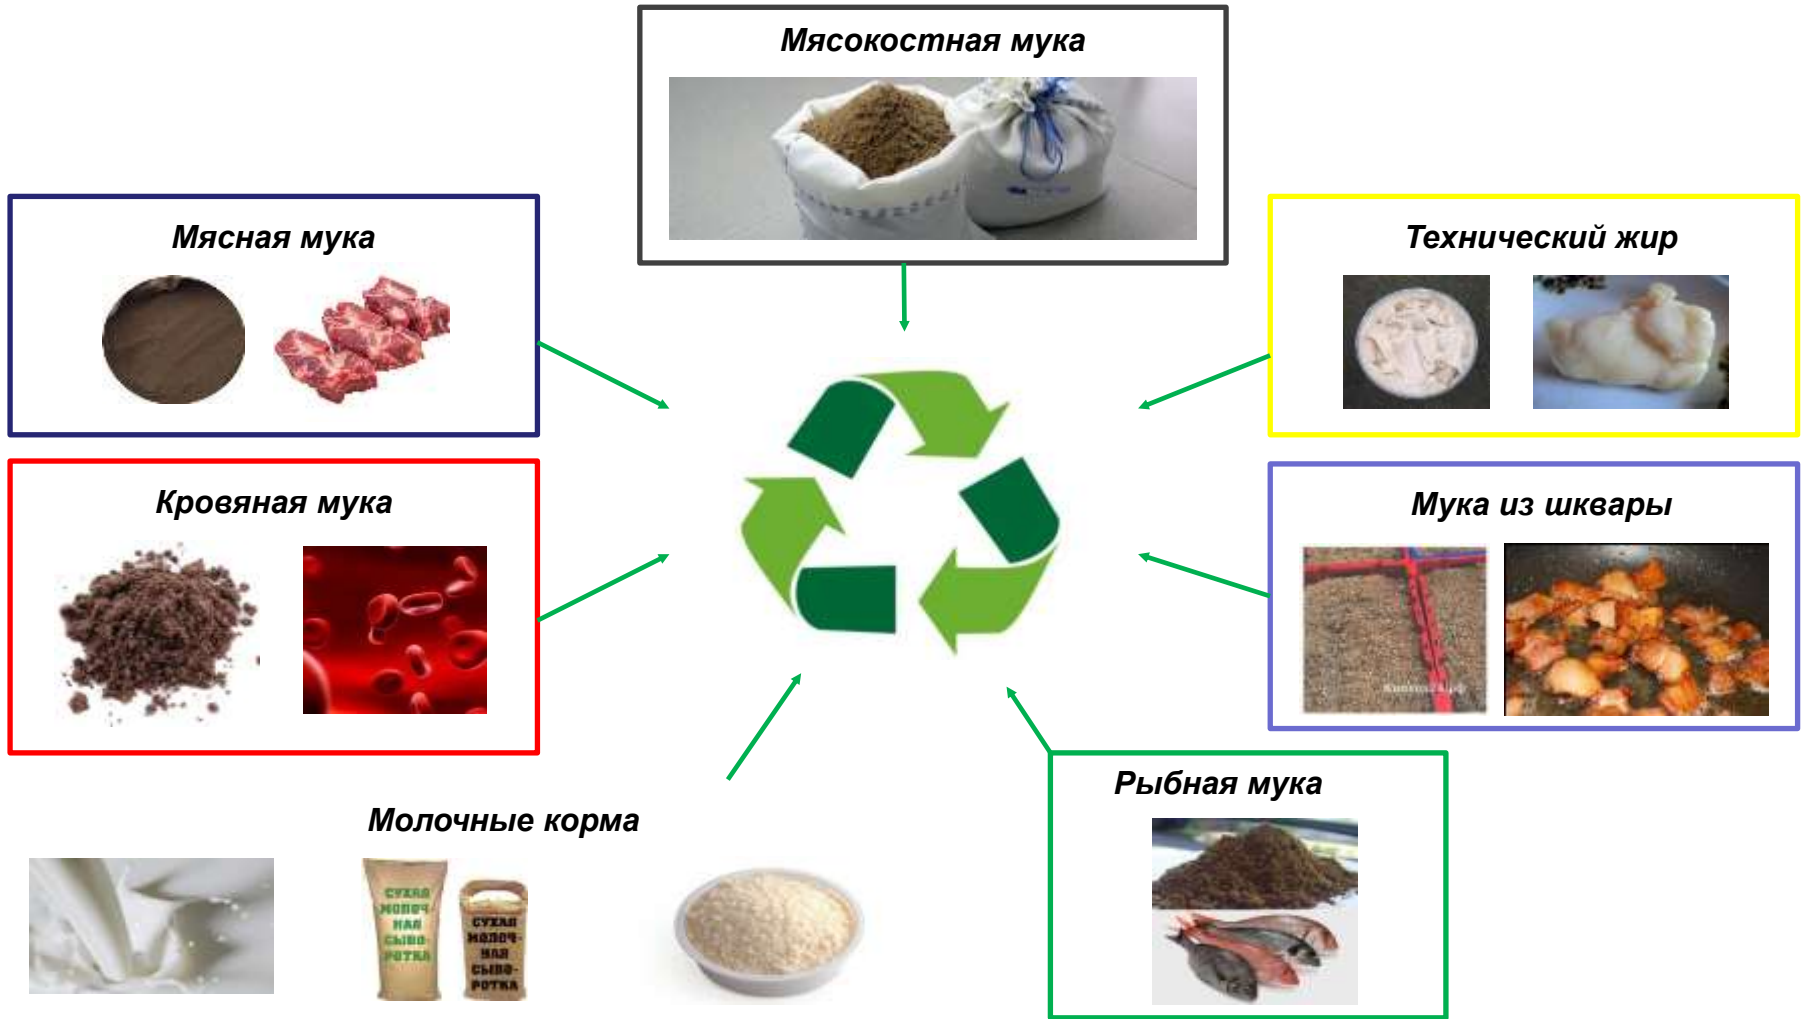 Мясокостная мука
Мясная мука
Технический жир
Кровяная мука
Мука из шквары
Молочные корма
Рыбная мука
СУХАЯ
МОЛОЧ-
НАЯ
СЫВО-
РОТКА
СУХАЯ
МОЛОЧ-
НАЯ
СЫВО-
РОТКА